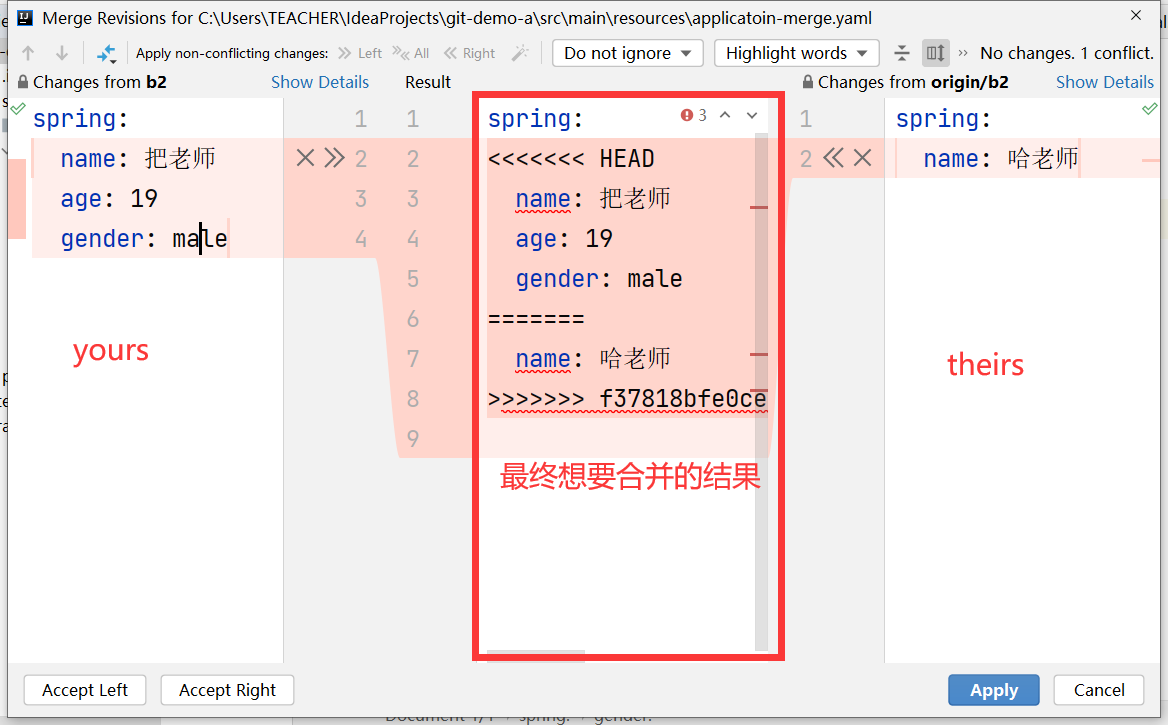 Merge Revisions for C:\Users\TEACHER\IdeaProjects\git-demo-a\src\main\resources\applicatoin-merge.yaml
Apply non-conflicting changes: Left All Right Do not ignore Highlight words No changes. 1 conflict.
Changes from b2 Show Details Result Changes from origin/b2 Show Details
spring: 1 1 spring: 3 1 spring:
name: 把老师 2 2 <<<<<<< HEAD 2 name: 哈老师
age: 19 3 3 name: 把老师
gender: male 4 4 age: 19
5 gender: male
6 =======
7 name: 哈老师
8 >>>>>>> f37818bfe0ce
9
yours
theirs
最终想要合并的结果
Accept Left Accept Right Apply Cancel